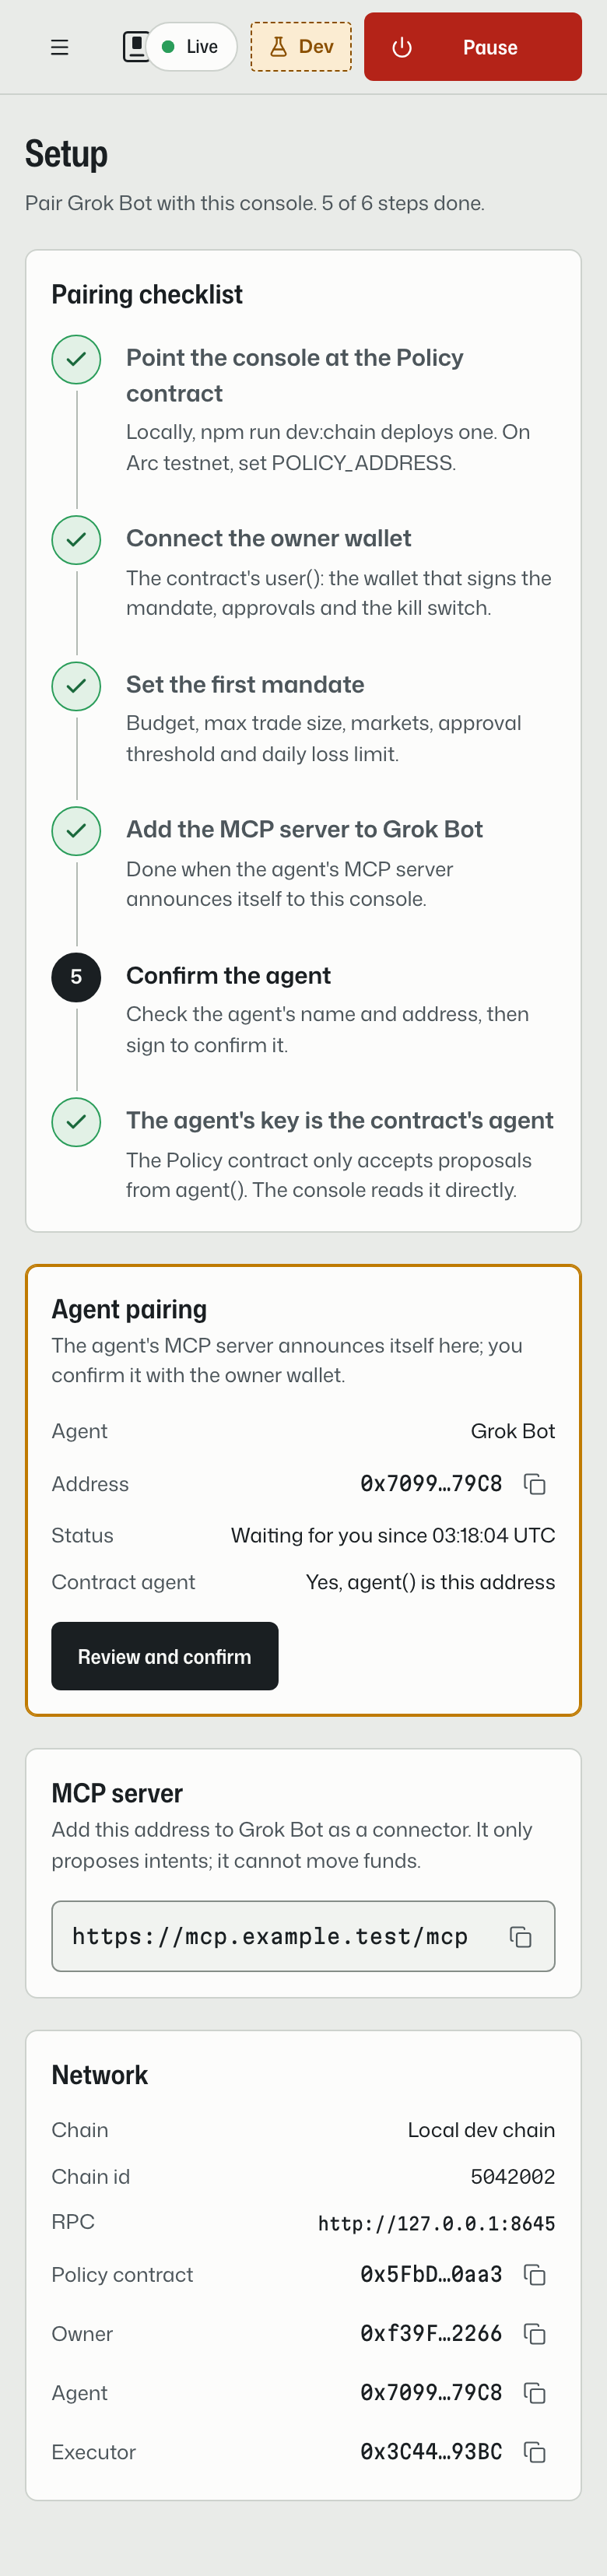 Live
Dev
Pause
Setup
Pair Grok Bot with this console. 5 of 6 steps done.
Pairing checklist
Point the console at the Policy
contract
Locally, npm run dev:chain deploys one. On
Arc testnet, set POLICY_ADDRESS.
Connect the owner wallet
The contract's user(): the wallet that signs the
mandate, approvals and the kill switch.
Set the first mandate
Budget, max trade size, markets, approval
threshold and daily loss limit.
Add the MCP server to Grok Bot
Done when the agent's MCP server
announces itself to this console.
5
Confirm the agent
Check the agent's name and address, then
sign to confirm it.
The agent's key is the contract's agent
The Policy contract only accepts proposals
from agent(). The console reads it directly.
Agent pairing
The agent's MCP server announces itself here; you
confirm it with the owner wallet.
Agent Grok Bot
Address 0x7099…79C8
Status Waiting for you since 03:18:04 UTC
Contract agent Yes, agent() is this address
Review and confirm
MCP server
Add this address to Grok Bot as a connector. It only
proposes intents; it cannot move funds.
https://mcp.example.test/mcp
Network
Chain Local dev chain
Chain id 5042002
RPC http://127.0.0.1:8645
Policy contract 0x5FbD…0aa3
Owner 0xf39F…2266
Agent 0x7099…79C8
Executor 0x3C44…93BC